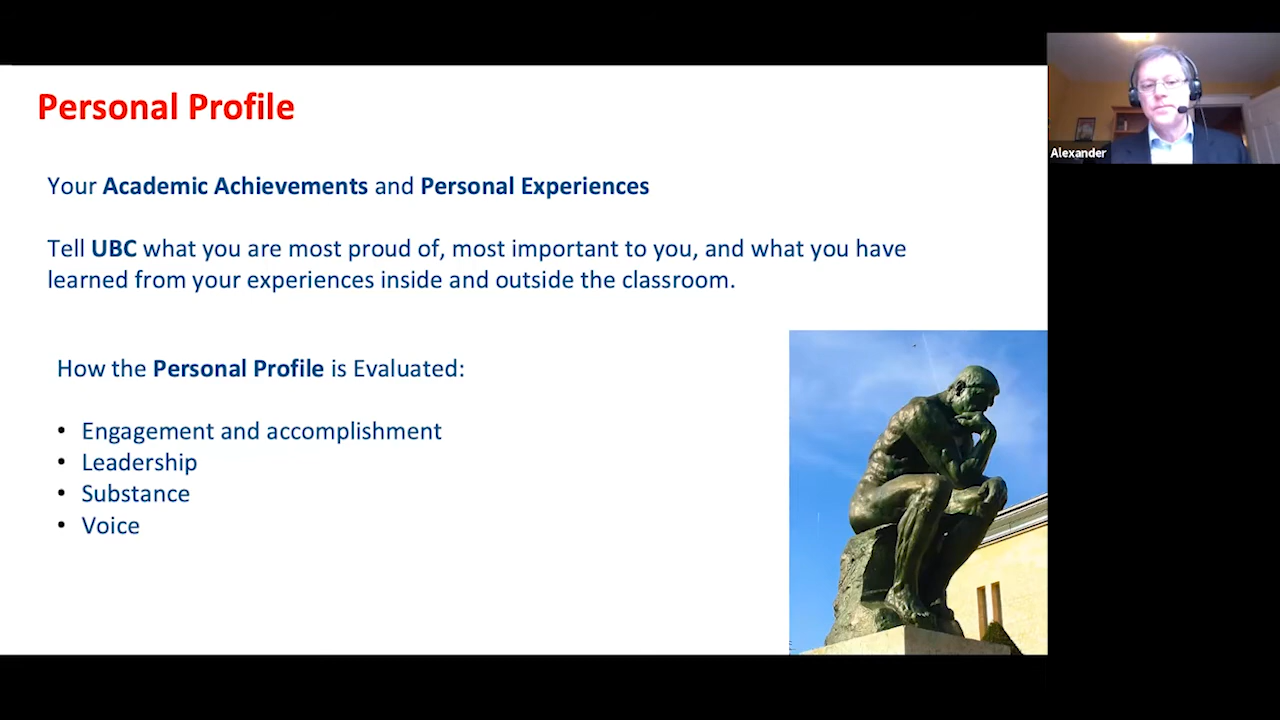 Personal Profile
Your Academic Achievements and Personal Experiences
Tell UBC what you are most proud of, most important to you, and what you have
learned from your experiences inside and outside the classroom.
How the Personal Profile is Evaluated:
• Engagement and accomplishment
• Leadership
• Substance
• Voice
Alexander